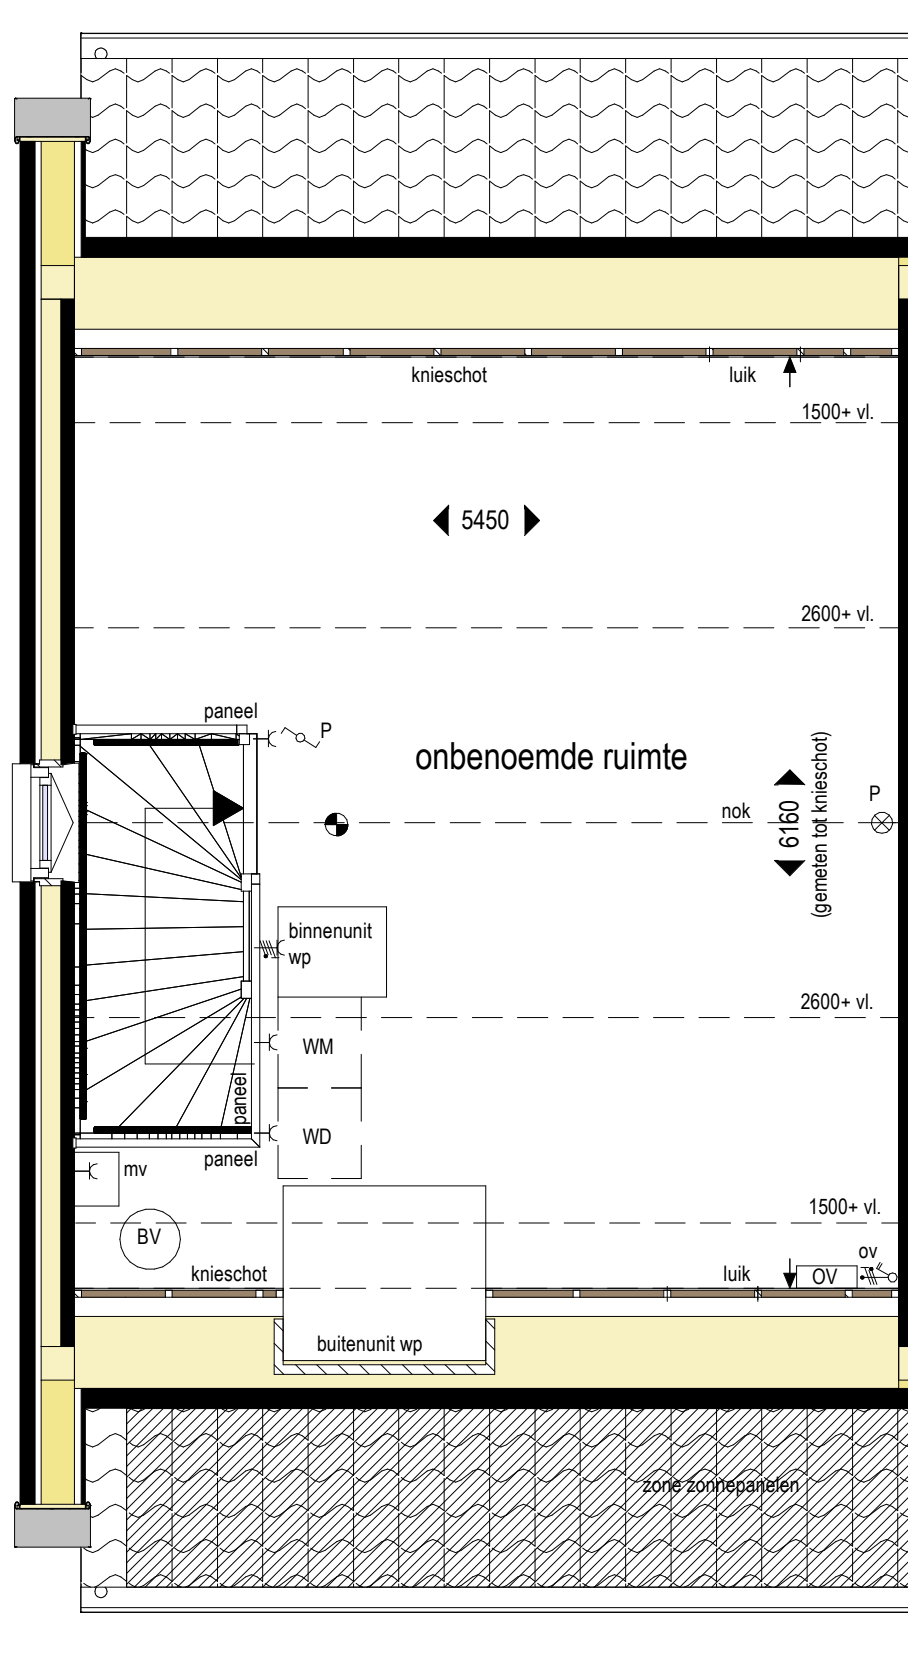 knieschot
luik
1500+ vl.
5450
2600+ vl.
paneel
P
onbenoemde ruimte
nok
6160
(gemeten tot knieschot)
P
binnenunit
wp
2600+ vl.
WM
paneel
WD
paneel
mv
1500+ vl.
BV
ov
knieschot
luik
OV
buitenunit wp
zone zonnepanelen